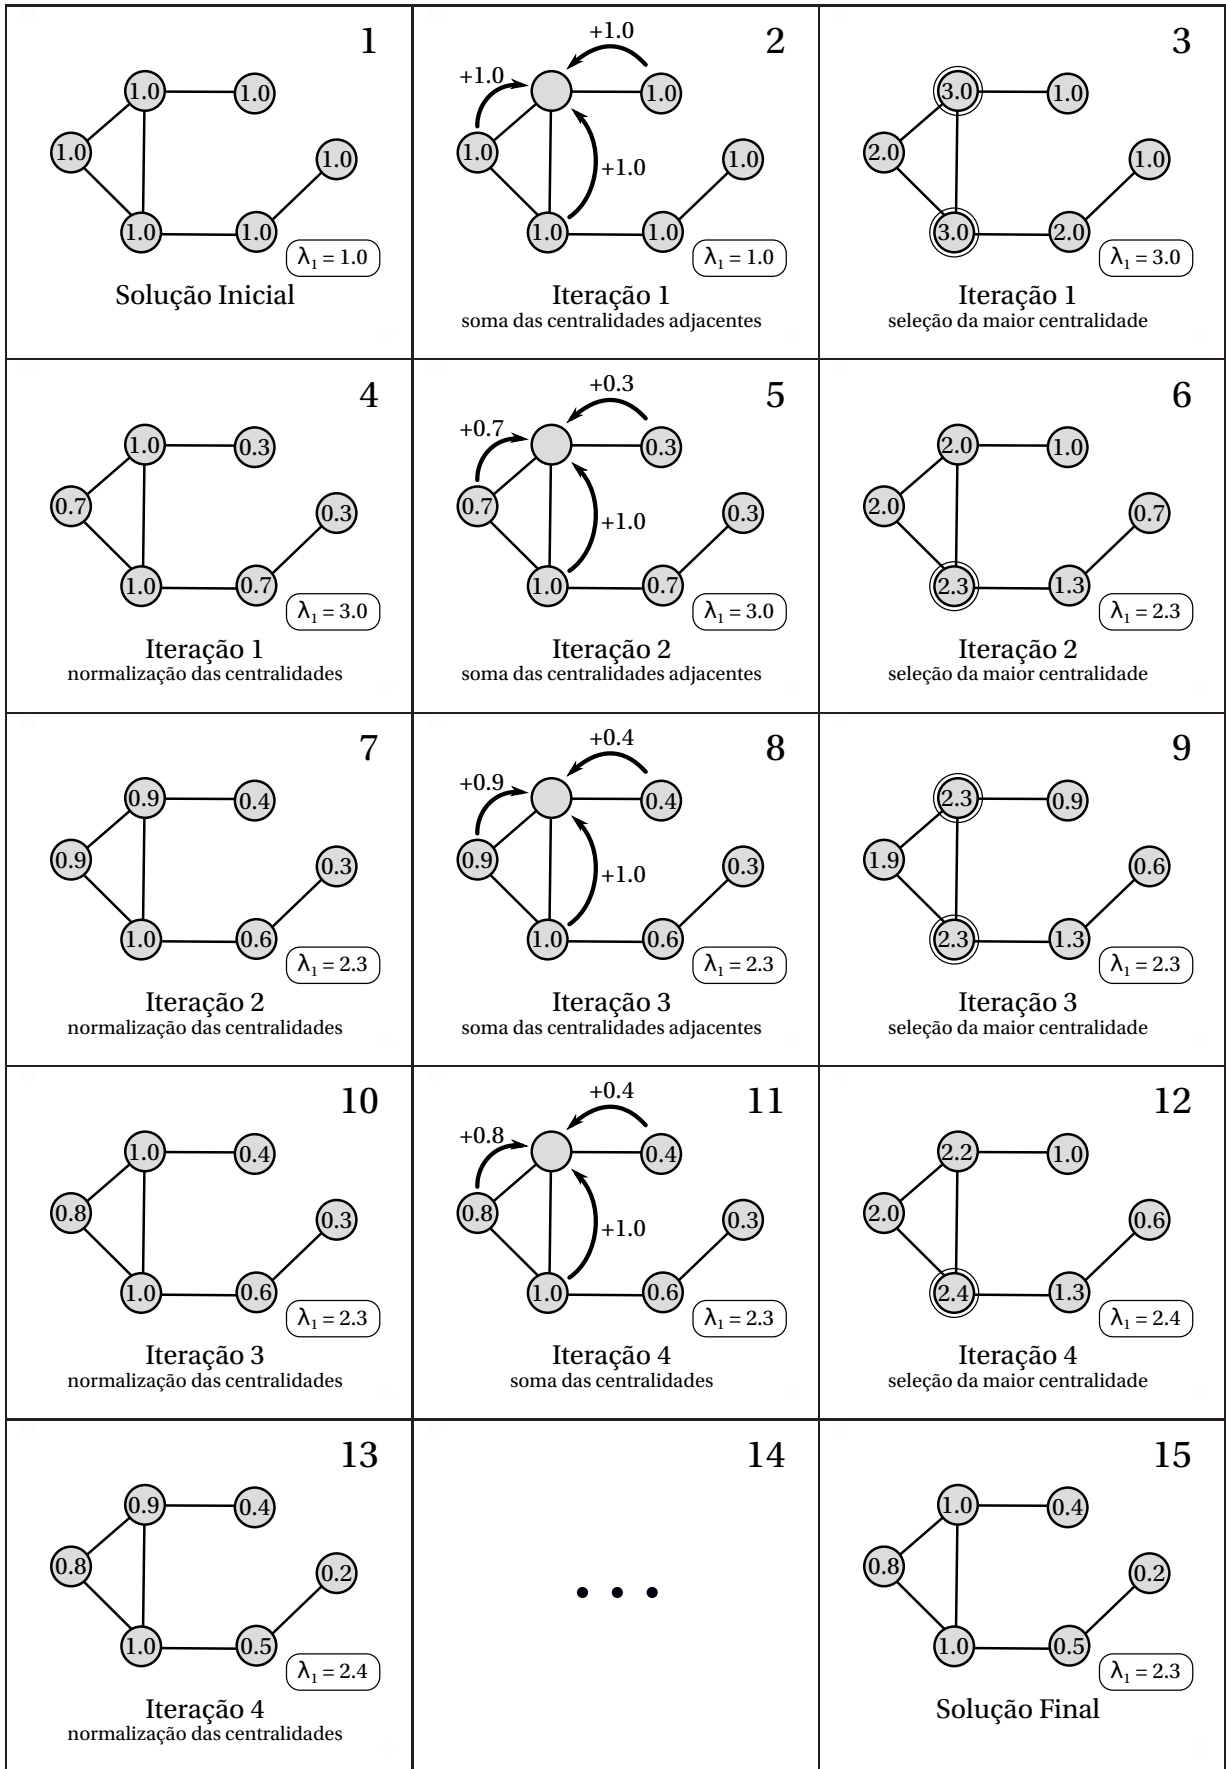 1
1.0 1.0
1.0
1.0
1.0 1.0
λ₁ = 1.0
Solução Inicial
2
+1.0
+1.0
1.0
1.0
1.0
+1.0
1.0 1.0
λ₁ = 1.0
Iteração 1
soma das centralidades adjacentes
3
3.0 1.0
2.0
1.0
3.0 2.0
λ₁ = 3.0
Iteração 1
seleção da maior centralidade
4
1.0 0.3
0.7
0.3
1.0 0.7
λ₁ = 3.0
Iteração 1
normalização das centralidades
5
+0.3
+0.7
0.3
0.7
0.3
+1.0
1.0 0.7
λ₁ = 3.0
Iteração 2
soma das centralidades adjacentes
6
2.0 1.0
2.0
0.7
2.3 1.3
λ₁ = 2.3
Iteração 2
seleção da maior centralidade
7
0.9 0.4
0.9
0.3
1.0 0.6
λ₁ = 2.3
Iteração 2
normalização das centralidades
8
+0.4
+0.9
0.4
0.9
0.3
+1.0
1.0 0.6
λ₁ = 2.3
Iteração 3
soma das centralidades adjacentes
9
2.3 0.9
1.9
0.6
2.3 1.3
λ₁ = 2.3
Iteração 3
seleção da maior centralidade
10
1.0 0.4
0.8
0.3
1.0 0.6
λ₁ = 2.3
Iteração 3
normalização das centralidades
11
+0.4
+0.8
0.4
0.8
0.3
+1.0
1.0 0.6
λ₁ = 2.3
Iteração 4
soma das centralidades
12
2.2 1.0
2.0
0.6
2.4 1.3
λ₁ = 2.4
Iteração 4
seleção da maior centralidade
13
0.9 0.4
0.8
0.2
1.0 0.5
λ₁ = 2.4
Iteração 4
normalização das centralidades
14
• • •
15
1.0 0.4
0.8
0.2
1.0 0.5
λ₁ = 2.3
Solução Final